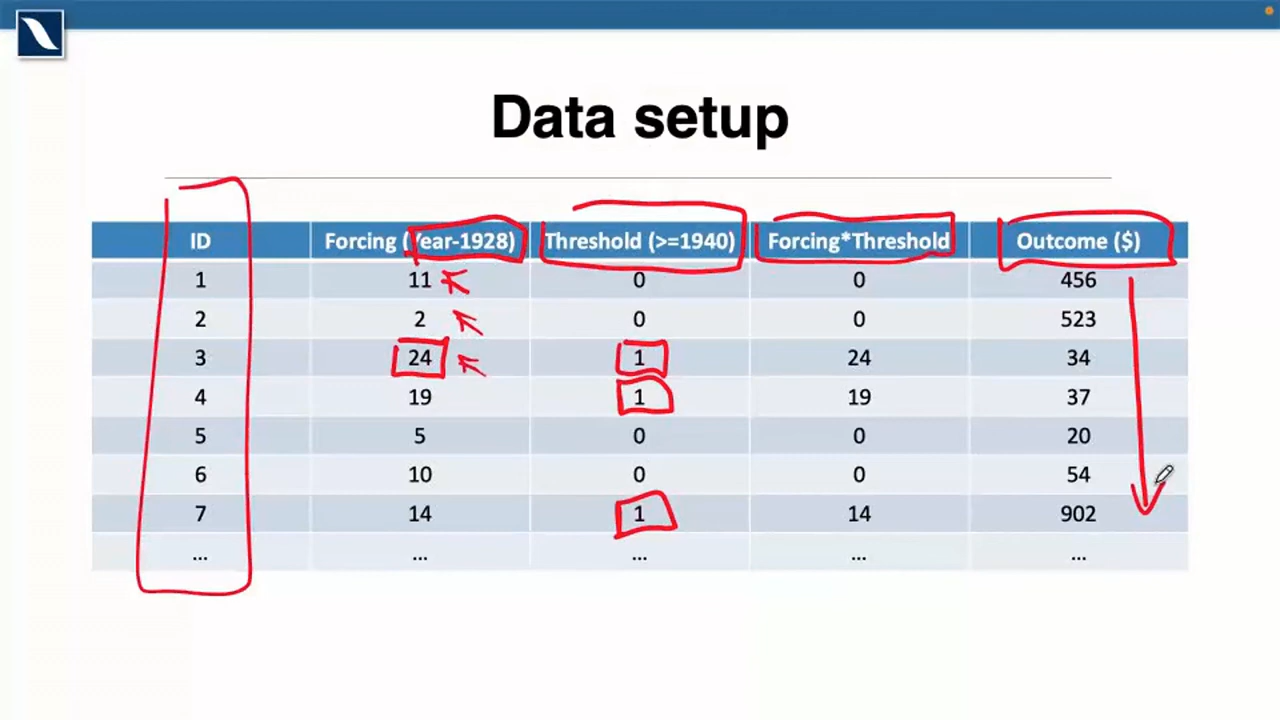 Data setup
ID Forcing (Year-1928) Threshold (>=1940) Forcing*Threshold Outcome ($)
1 11 0 0 456
2 2 0 0 523
3 24 1 24 34
4 19 1 19 37
5 5 0 0 20
6 10 0 0 54
7 14 1 14 902
... ... ... ... ...